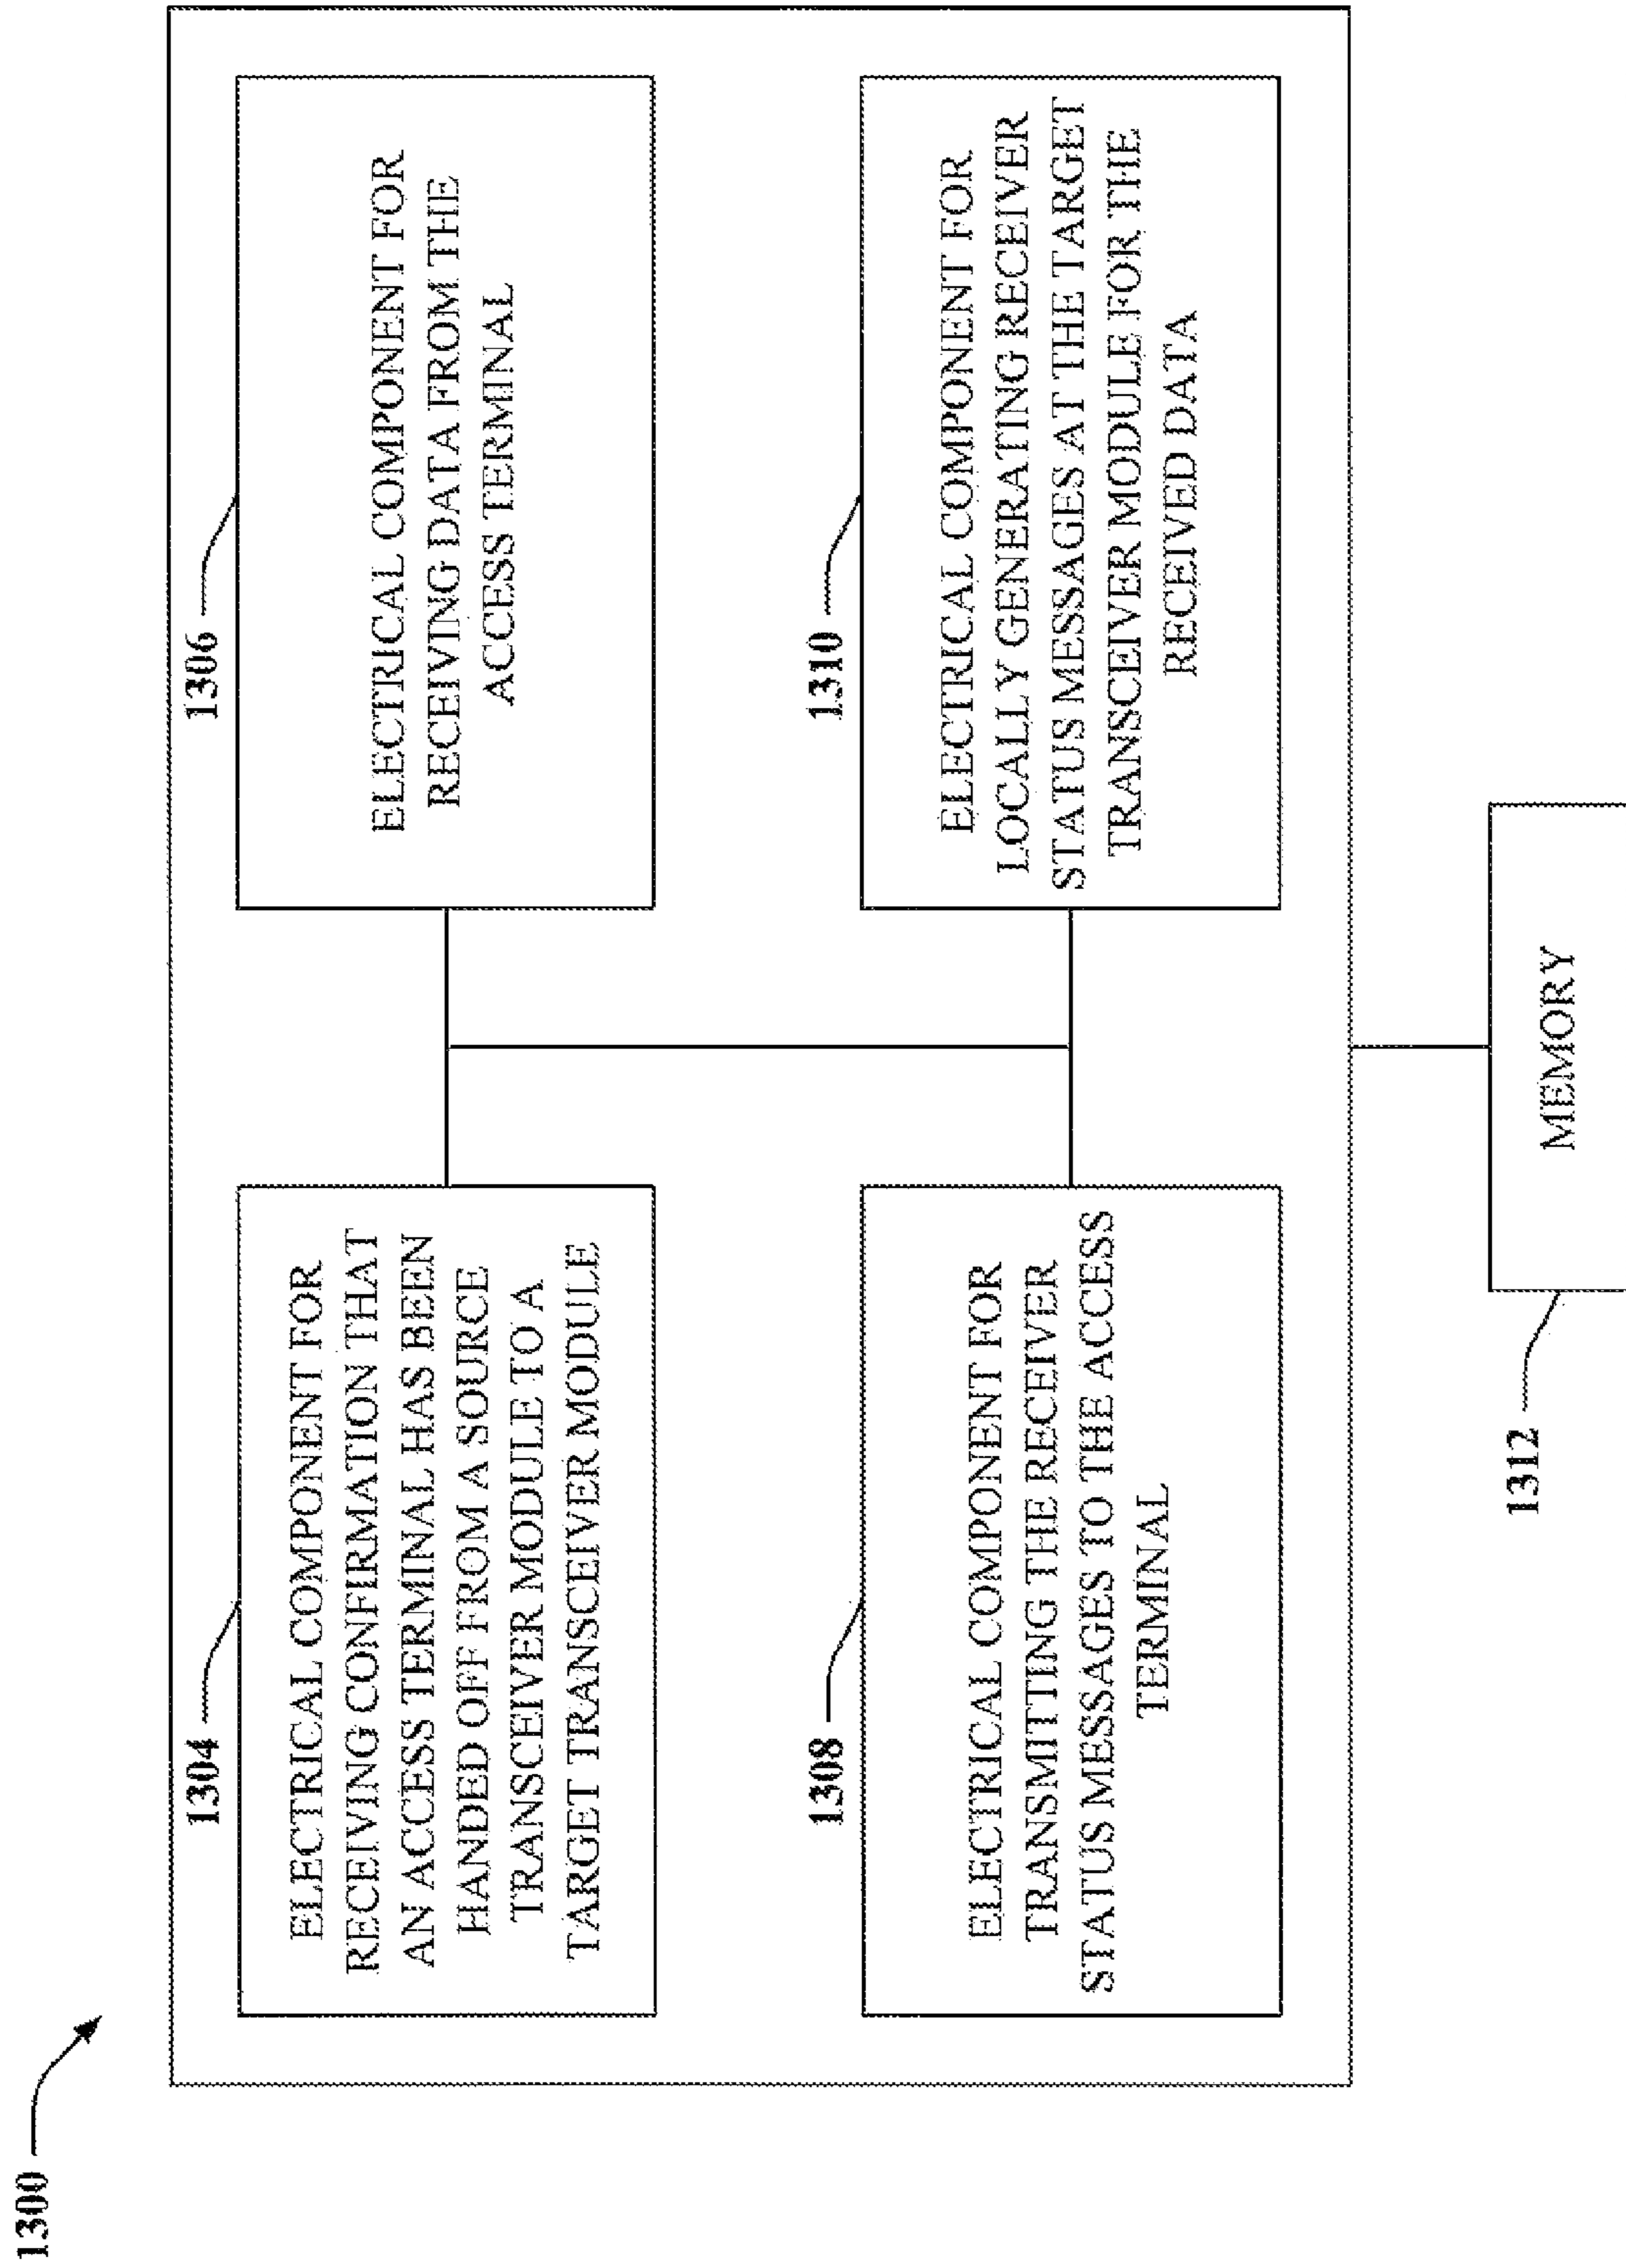 1300
1304
ELECTRICAL COMPONENT FOR
RECEIVING CONFIRMATION THAT
AN ACCESS TERMINAL HAS BEEN
HANDED OFF FROM A SOURCE
TRANSCEIVER MODULE TO A
TARGET TRANSCEIVER MODULE
1306
ELECTRICAL COMPONENT FOR
RECEIVING DATA FROM THE
ACCESS TERMINAL
1308
ELECTRICAL COMPONENT FOR
TRANSMITTING THE RECEIVER
STATUS MESSAGES TO THE ACCESS
TERMINAL
1310
ELECTRICAL COMPONENT FOR
LOCALLY GENERATING RECEIVER
STATUS MESSAGES AT THE TARGET
TRANSCEIVER MODULE FOR THE
RECEIVED DATA
1312
MEMORY